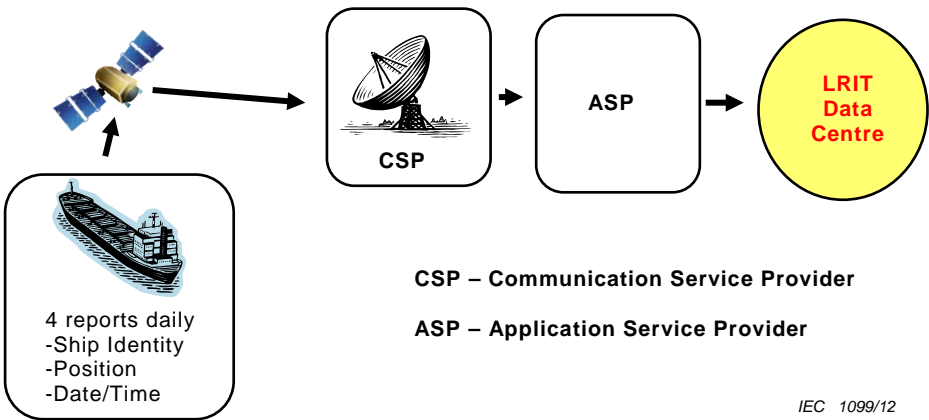 CSP
ASP
LRIT
Data
Centre
4 reports daily
-Ship Identity
-Position
-Date/Time
CSP – Communication Service Provider
ASP – Application Service Provider
IEC 1099/12